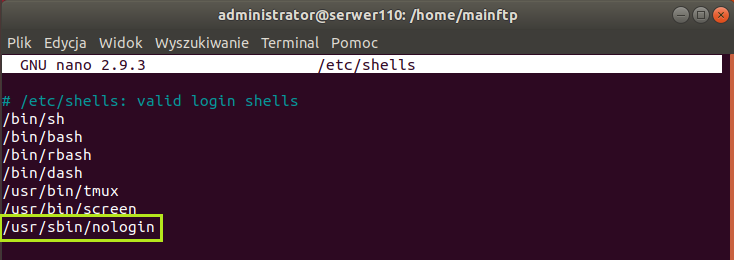 administrator@serwer110: /home/mainftp
Plik Edycja Widok Wyszukiwanie Terminal Pomoc
GNU nano 2.9.3 /etc/shells
# /etc/shells: valid login shells
/bin/sh
/bin/bash
/bin/rbash
/bin/dash
/usr/bin/tmux
/usr/bin/screen
/usr/sbin/nologin